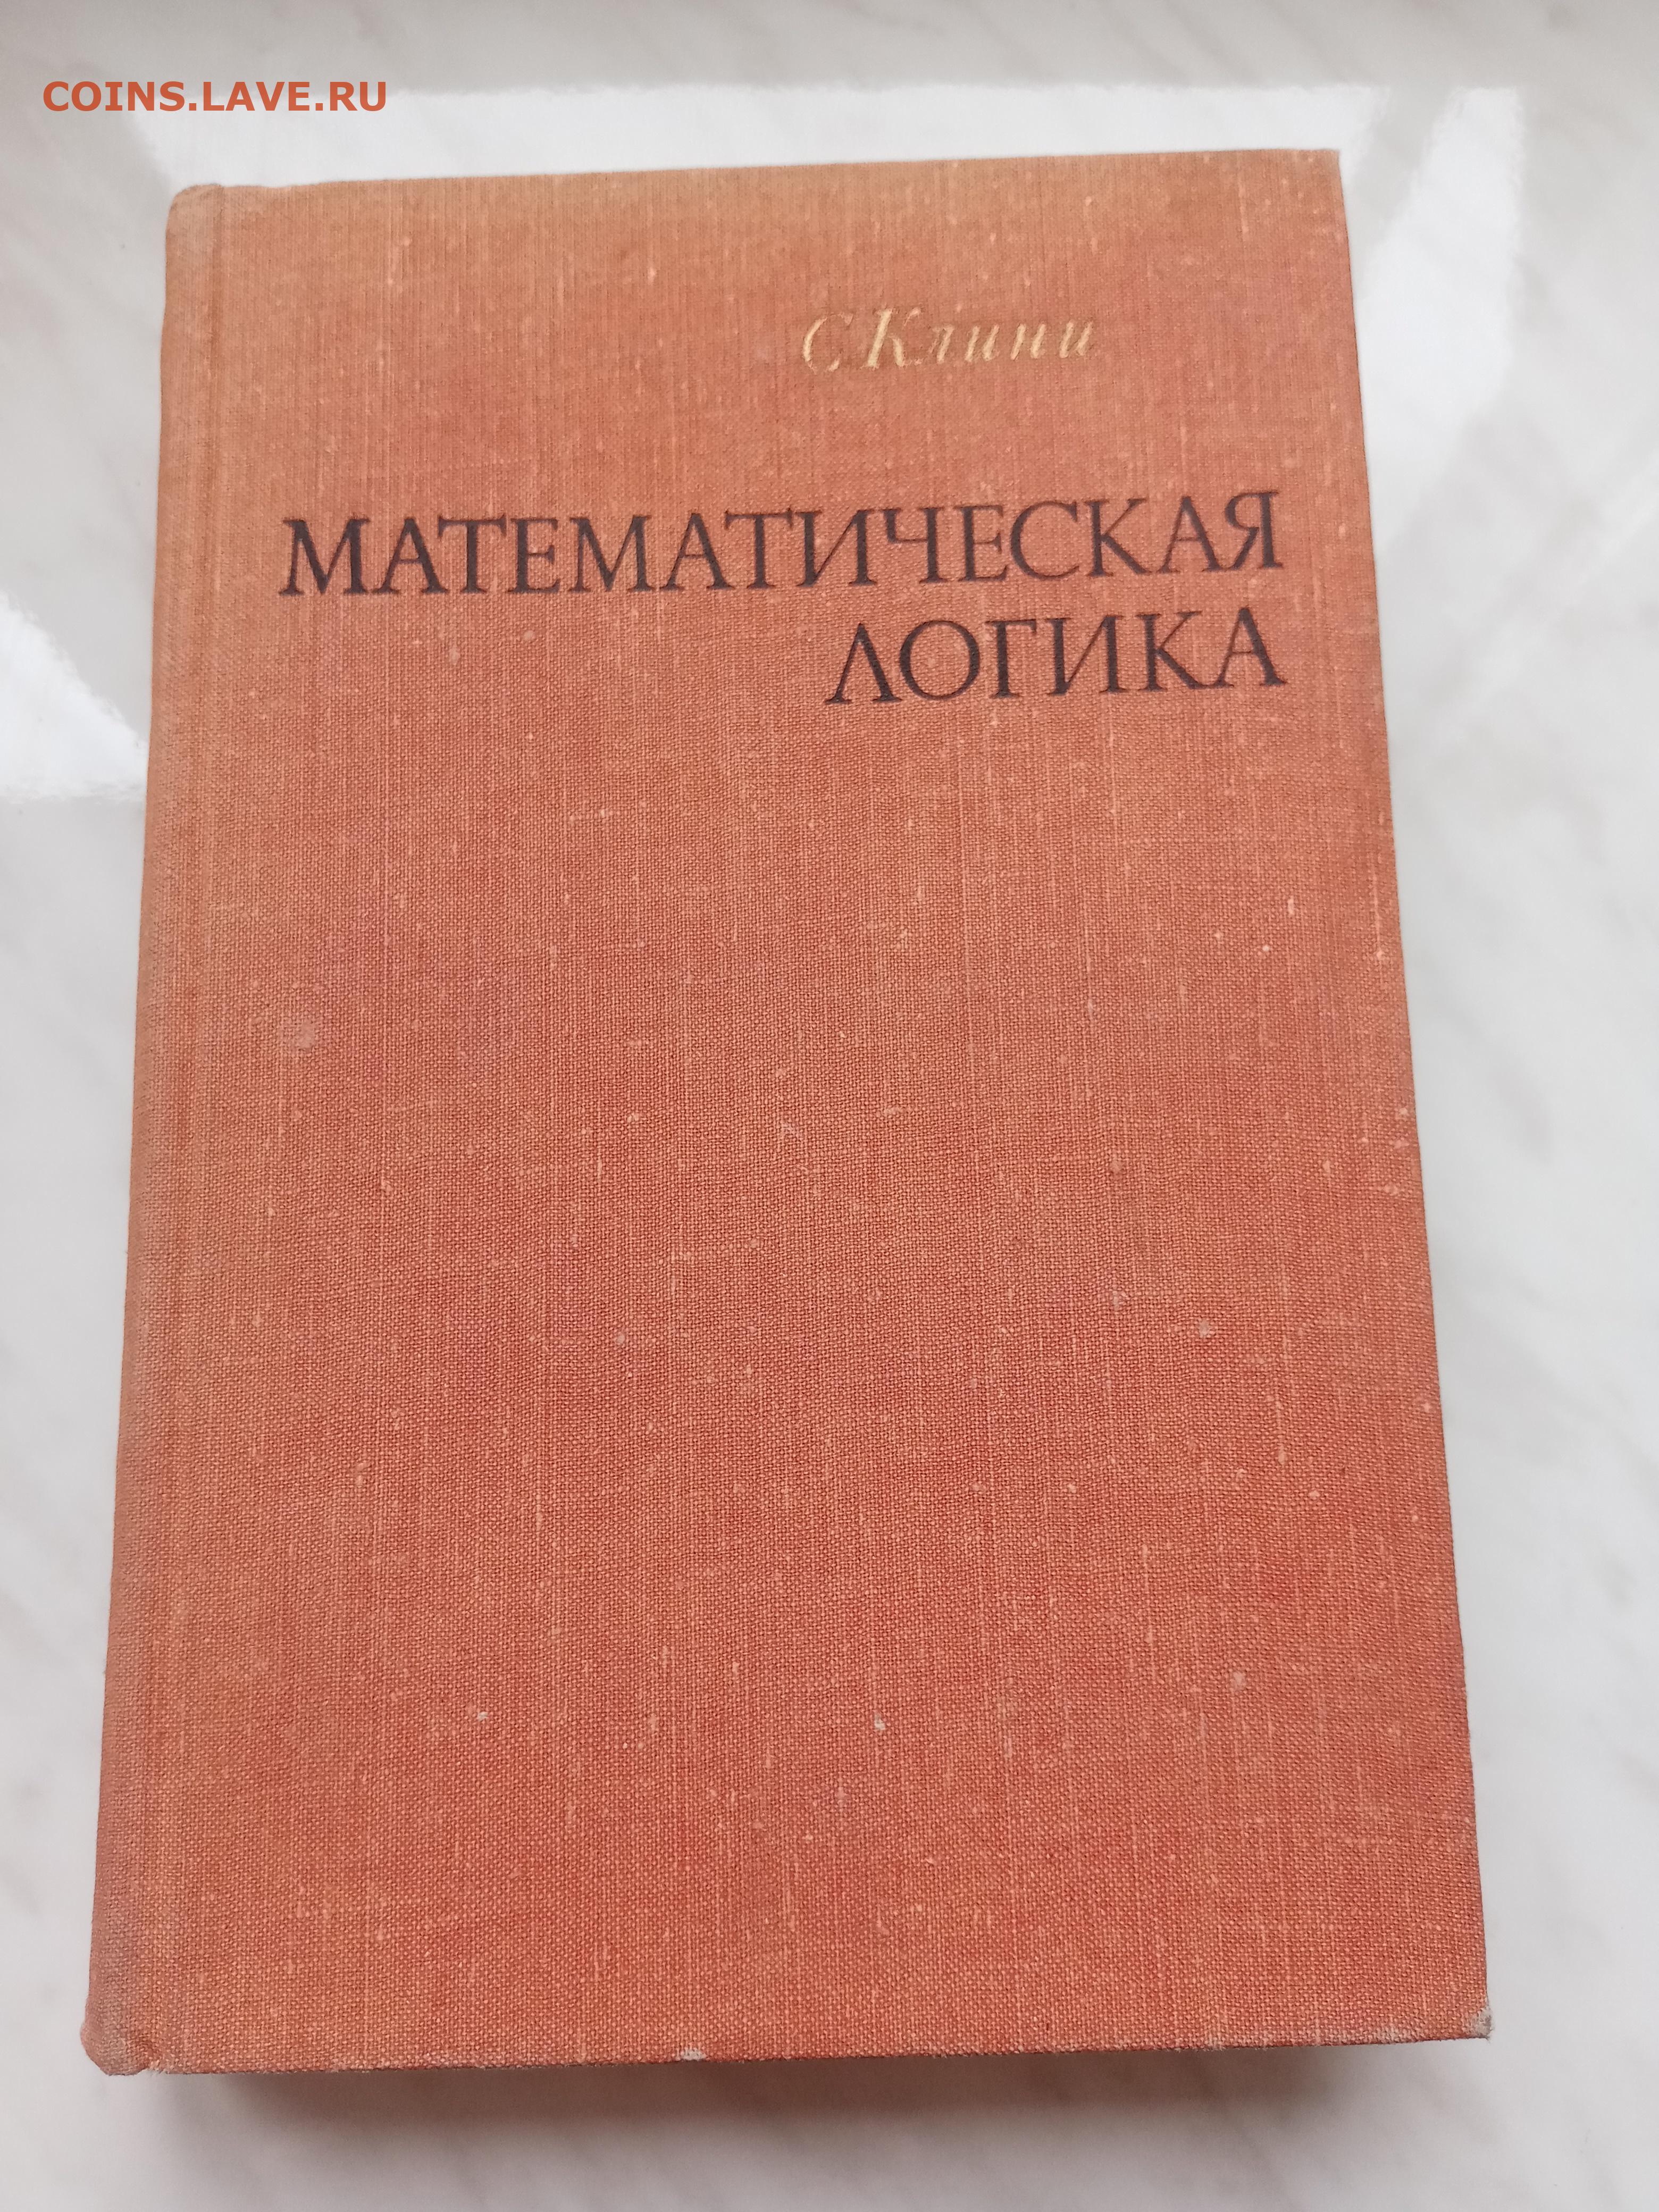 COINS.LAVE.RU
С. Клини
МАТЕМАТИЧЕСКАЯ
ЛОГИКА